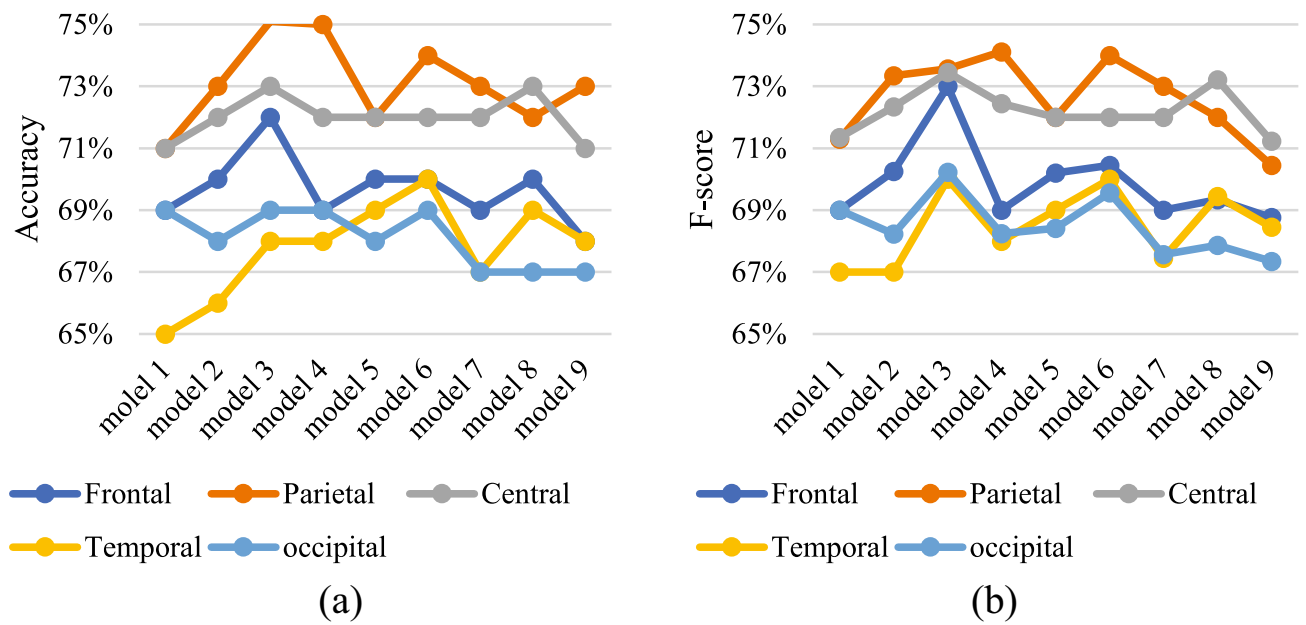 75%
73%
71%
69%
67%
65%
Accuracy
molel 1
model 2
model 3
model 4
model 5
model 6
model 7
model 8
model 9
Frontal
Parietal
Central
Temporal
occipital
(a)
75%
73%
71%
69%
67%
65%
F-score
molel 1
model 2
model 3
model 4
model 5
model 6
model 7
model 8
model 9
Frontal
Parietal
Central
Temporal
occipital
(b)